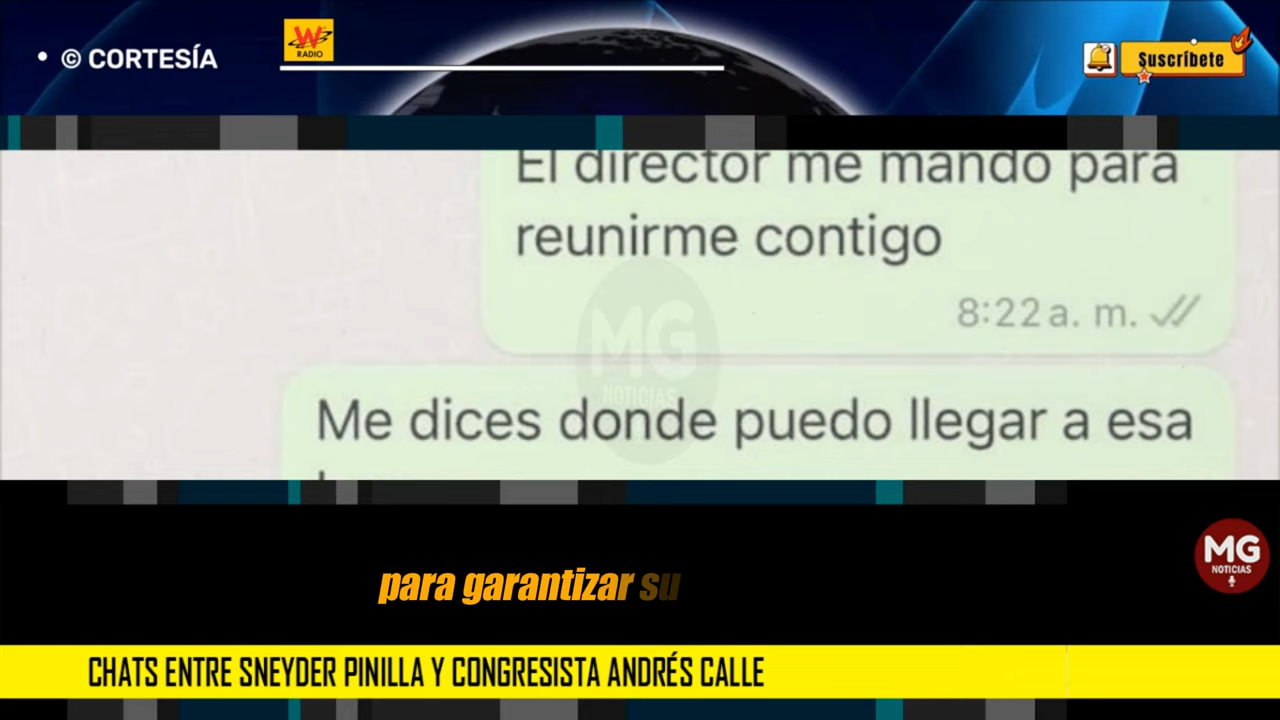 • © CORTESÍA
W
RADIO
Suscríbete
El director me mando para
reunirme contigo
8:22 a. m.
Me dices donde puedo llegar a esa
MG
NOTICIAS
MG
NOTICIAS
para garantizar su
CHATS ENTRE SNEYDER PINILLA Y CONGRESISTA ANDRÉS CALLE